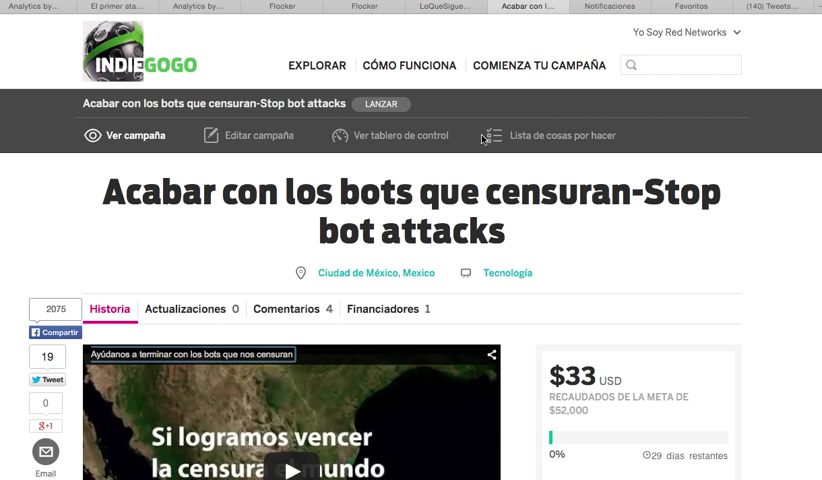 Analytics by…
El primer ata…
Analytics by…
Flocker
Flocker
LoQueSigue…
Acabar con l…
Notificaciones
Favoritos
(140) Tweets…
Yo Soy Red Networks
INDIEGOGO
EXPLORAR
CÓMO FUNCIONA
COMIENZA TU CAMPAÑA
Acabar con los bots que censuran-Stop bot attacks
LANZAR
Ver campaña
Editar campaña
Ver tablero de control
Lista de cosas por hacer
Acabar con los bots que censuran-Stop
bot attacks
Ciudad de México, Mexico
Tecnología
2075
Compartir
19
Tweet
0
+1
Email
Historia
Actualizaciones 0
Comentarios 4
Financiadores 1
Ayúdanos a terminar con los bots que nos censuran
Si logramos vencer
la censura mundo
$33 USD
RECAUDADOS DE LA META DE
$52,000
0%
29 días restantes